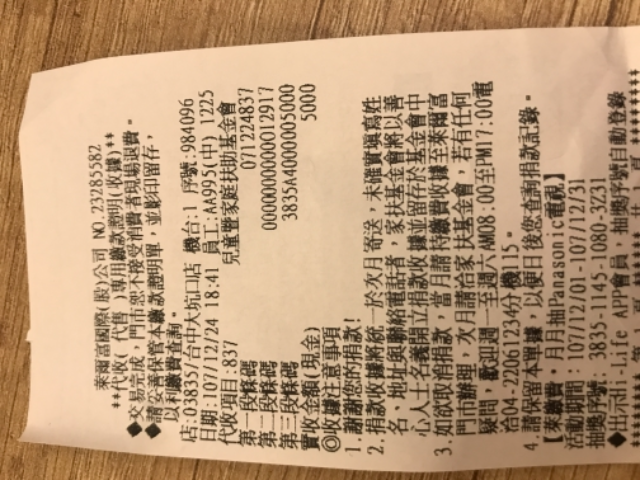 萊爾富國際(股)公司 NO.23285582
**代收(代售)專用繳款證明(收據)**
◆交易完成,門市恕不接受消費者現場退費。
◆請妥善保管本繳款證明單,並影印留存,
以利繳費查詢。
店:03835/台中大坑口店 機台:1 序號:984096
日期:107/12/24 18:41 員工:AA995(中) 1225
代收項目:837 兒童暨家庭扶助基金會
第一段條碼 071224837
第二段條碼 0000000000012917
第三段條碼 3835A40000005000
實收金額(現金) 5000
◎收據注意事項
1. 謝謝您的捐款!
2. 捐款收據將統一於次月寄送,未確實填寫姓
名、地址與聯絡電話者,家扶基金會將以善
心人士名義開立捐款收據並留存於基金會中
3. 如欲取消捐款,當月請持繳費收據至萊爾富
門市辦理,次月請洽家扶基金會,若有任何
疑問,歡迎週一至週六 AM08:00至PM17:00電
洽04-22061234分機115。
4. 請保留本單據,以便日後您查詢捐款記錄。
【來繳費,月月抽Panasonic電視】
活動期間: 107/12/01-107/12/31
抽獎序號: 3835-1145-1080-3Z31
◆出示Hi-Life APP會員,抽獎序號自動登錄